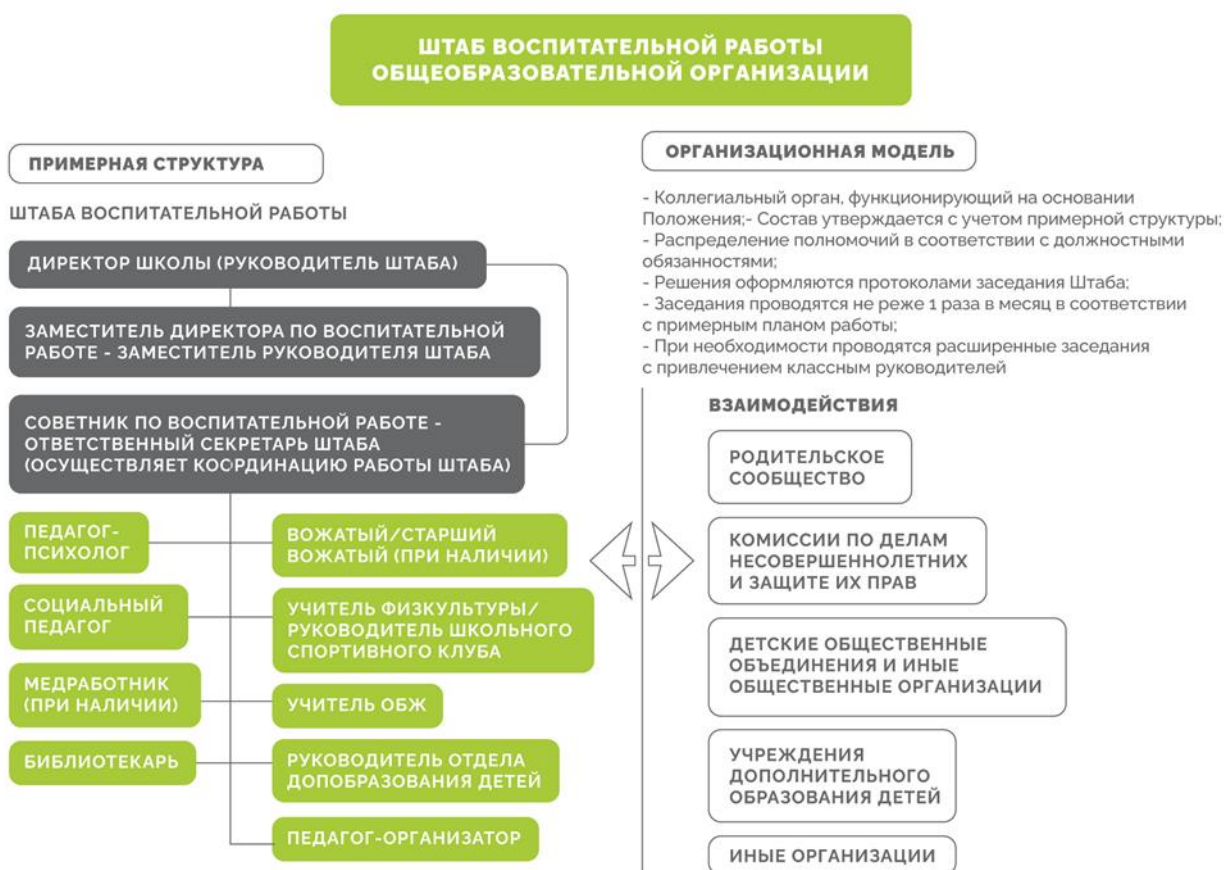 ШТАБ ВОСПИТАТЕЛЬНОЙ РАБОТЫ
ОБЩЕОБРАЗОВАТЕЛЬНОЙ ОРГАНИЗАЦИИ
ПРИМЕРНАЯ СТРУКТУРА
ШТАБА ВОСПИТАТЕЛЬНОЙ РАБОТЫ
ДИРЕКТОР ШКОЛЫ (РУКОВОДИТЕЛЬ ШТАБА)
ЗАМЕСТИТЕЛЬ ДИРЕКТОРА ПО ВОСПИТАТЕЛЬНОЙ
РАБОТЕ - ЗАМЕСТИТЕЛЬ РУКОВОДИТЕЛЯ ШТАБА
СОВЕТНИК ПО ВОСПИТАТЕЛЬНОЙ РАБОТЕ -
ОТВЕТСТВЕННЫЙ СЕКРЕТАРЬ ШТАБА
(ОСУЩЕСТВЛЯЕТ КООРДИНАЦИЮ РАБОТЫ ШТАБА)
ПЕДАГОГ-
ПСИХОЛОГ
СОЦИАЛЬНЫЙ
ПЕДАГОГ
МЕДРАБОТНИК
(ПРИ НАЛИЧИИ)
БИБЛИОТЕКАРЬ
ВОЖАТЫЙ/СТАРШИЙ
ВОЖАТЫЙ (ПРИ НАЛИЧИИ)
УЧИТЕЛЬ ФИЗКУЛЬТУРЫ/
РУКОВОДИТЕЛЬ ШКОЛЬНОГО
СПОРТИВНОГО КЛУБА
УЧИТЕЛЬ ОБЖ
РУКОВОДИТЕЛЬ ОТДЕЛА
ДОПОБРАЗОВАНИЯ ДЕТЕЙ
ПЕДАГОГ-ОРГАНИЗАТОР
ОРГАНИЗАЦИОННАЯ МОДЕЛЬ
- Коллегиальный орган, функционирующий на основании
Положения;- Состав утверждается с учетом примерной структуры;
- Распределение полномочий в соответствии с должностными
обязанностями;
- Решения оформляются протоколами заседания Штаба;
- Заседания проводятся не реже 1 раза в месяц в соответствии
с примерным планом работы;
- При необходимости проводятся расширенные заседания
с привлечением классным руководителей
ВЗАИМОДЕЙСТВИЯ
РОДИТЕЛЬСКОЕ
СООБЩЕСТВО
КОМИССИИ ПО ДЕЛАМ
НЕСОВЕРШЕННОЛЕТНИХ
И ЗАЩИТЕ ИХ ПРАВ
ДЕТСКИЕ ОБЩЕСТВЕННЫЕ
ОБЪЕДИНЕНИЯ И ИНЫЕ
ОБЩЕСТВЕННЫЕ ОРГАНИЗАЦИИ
УЧРЕЖДЕНИЯ
ДОПОЛНИТЕЛЬНОГО
ОБРАЗОВАНИЯ ДЕТЕЙ
ИНЫЕ ОРГАНИЗАЦИИ